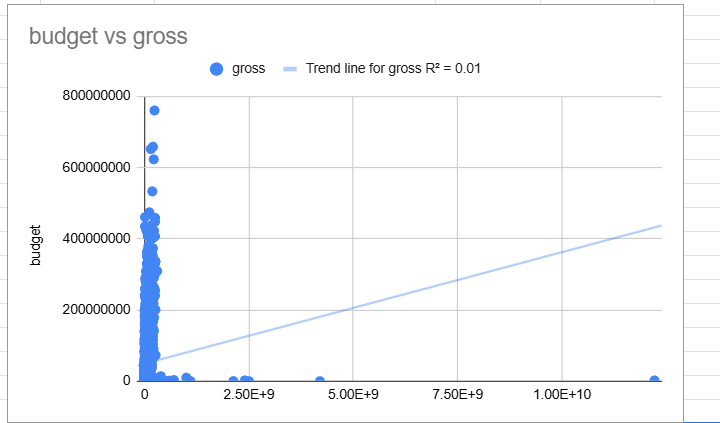 budget vs gross
gross
Trend line for gross R² = 0.01
800000000
600000000
400000000
200000000
0
budget
0
2.50E+9
5.00E+9
7.50E+9
1.00E+10